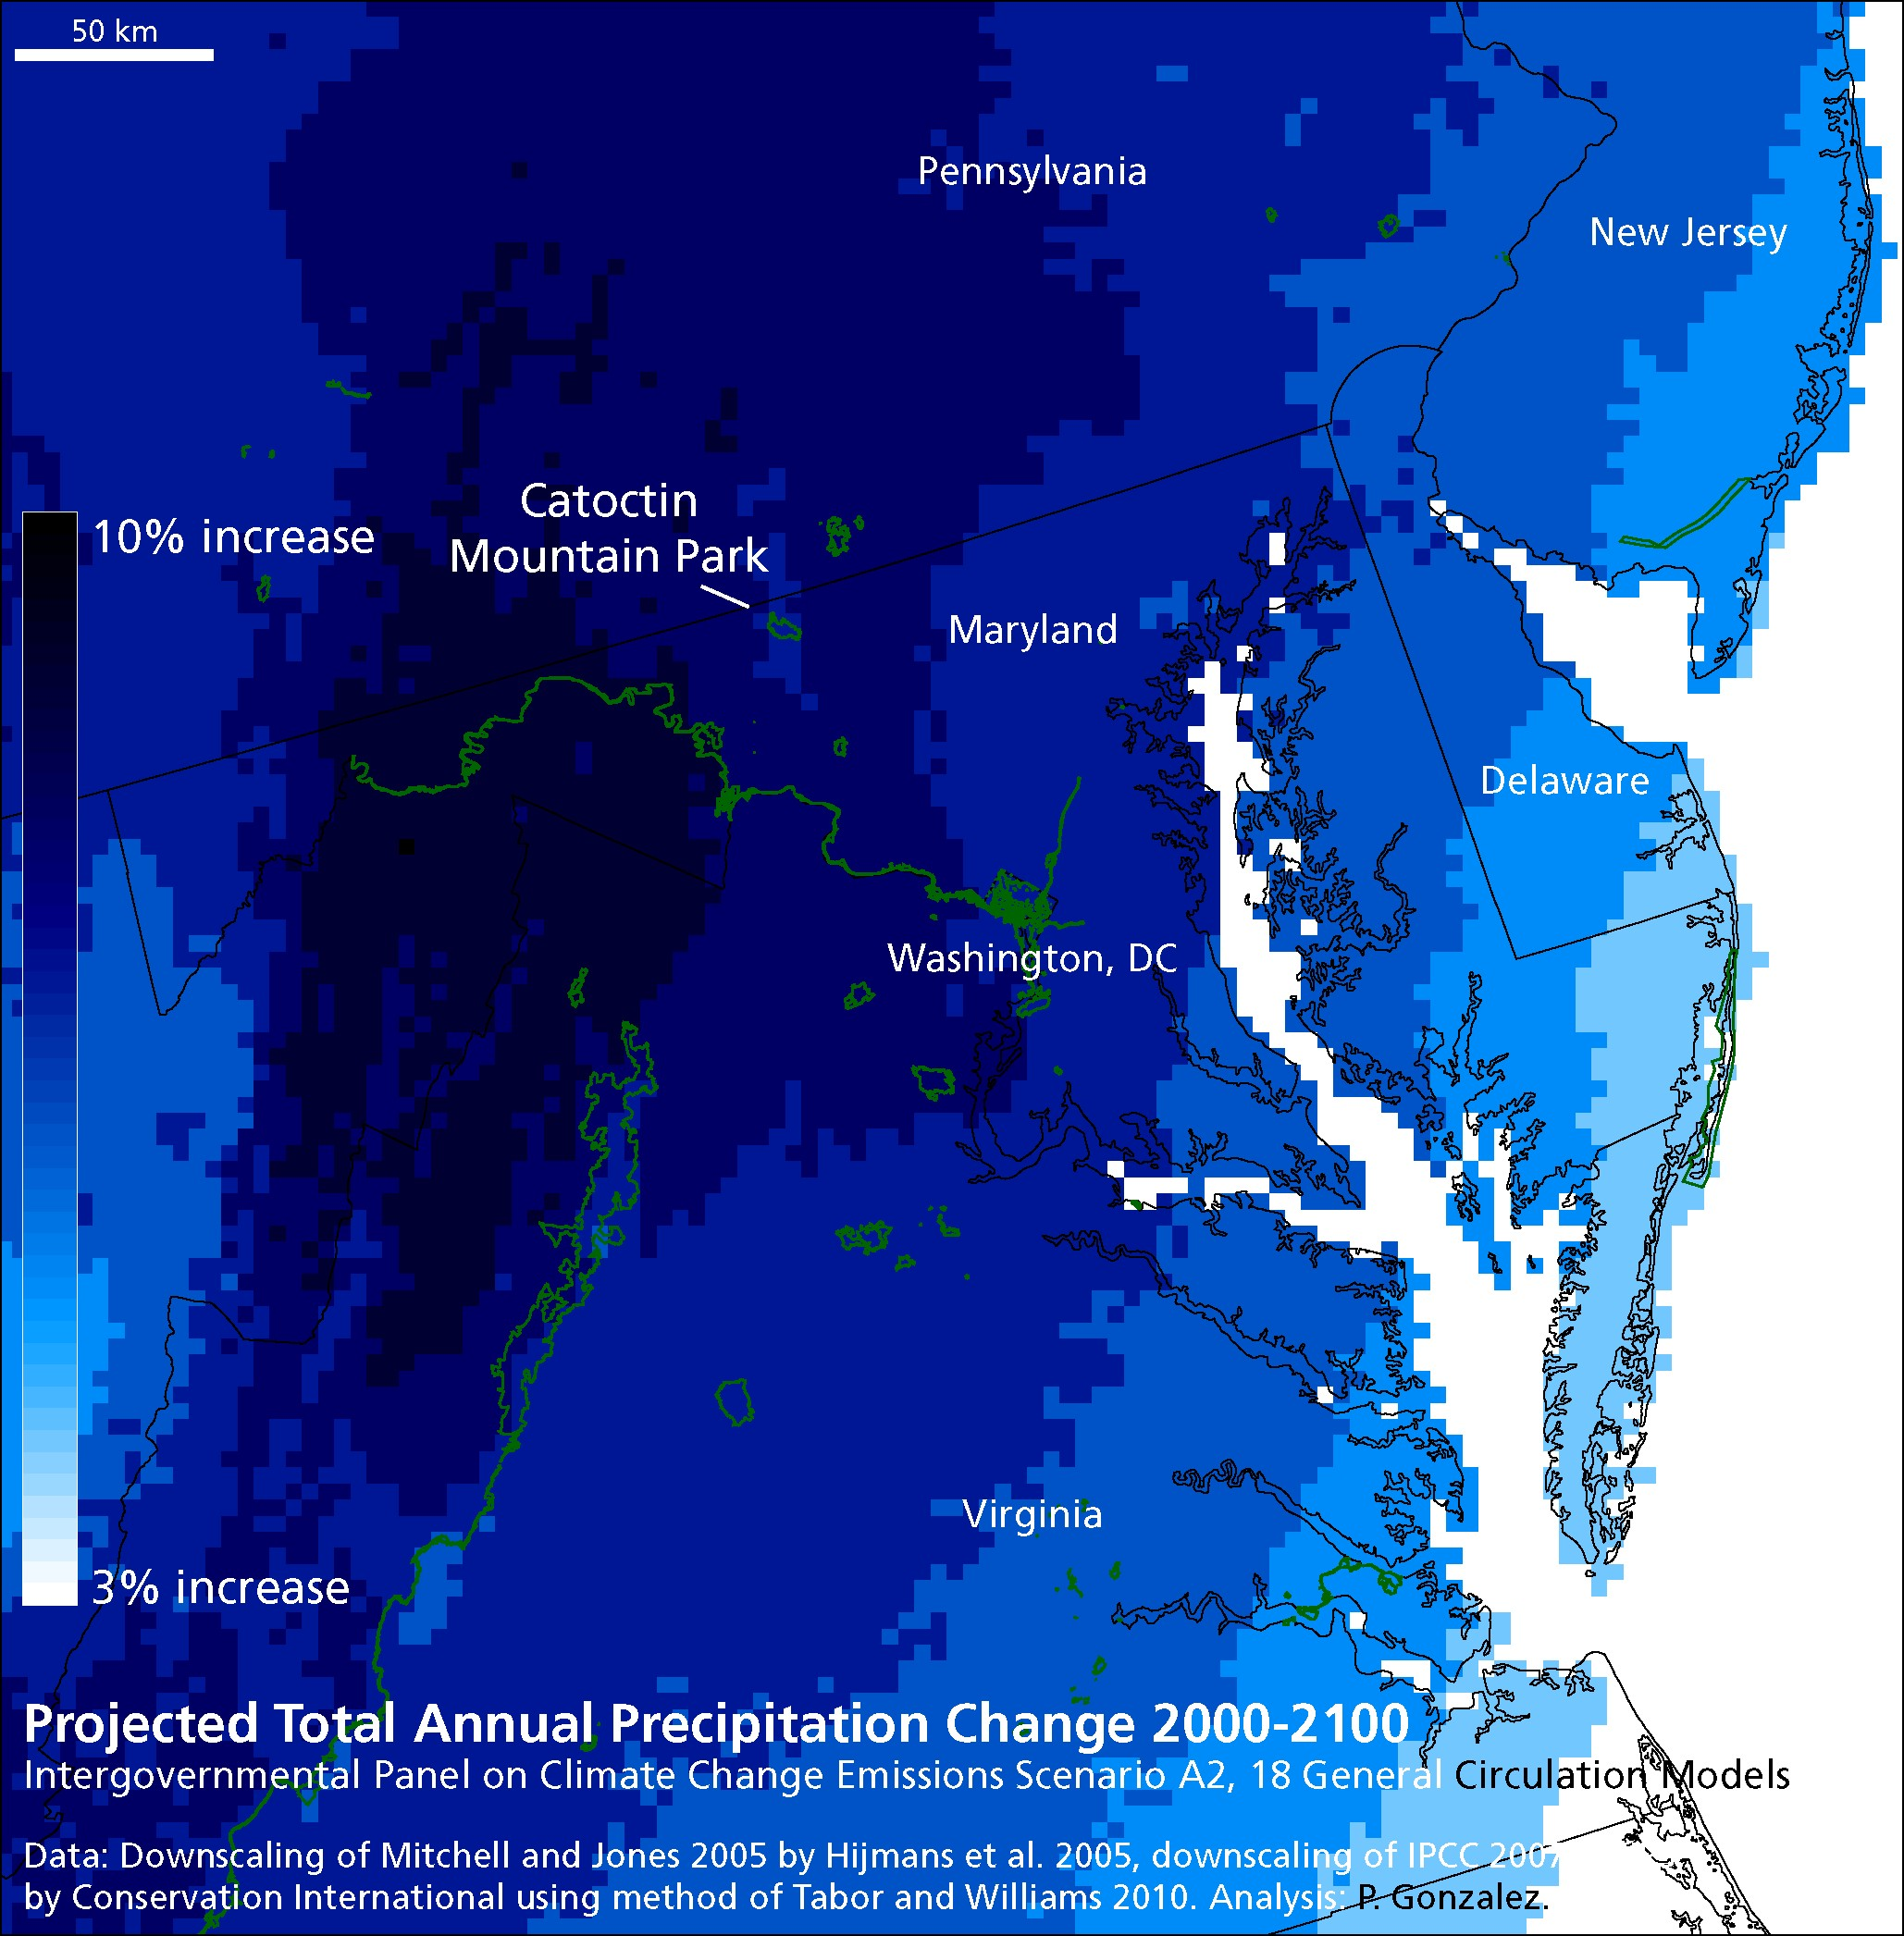 50 km
Pennsylvania
New Jersey
Catoctin
Mountain Park
10% increase
Maryland
Delaware
Washington, DC
Virginia
3% increase
Projected Total Annual Precipitation Change 2000-2100
Intergovernmental Panel on Climate Change Emissions Scenario A2, 18 General Circulation Models
Data: Downscaling of Mitchell and Jones 2005 by Hijmans et al. 2005, downscaling of IPCC 2007
by Conservation International using method of Tabor and Williams 2010. Analysis: P. Gonzalez.